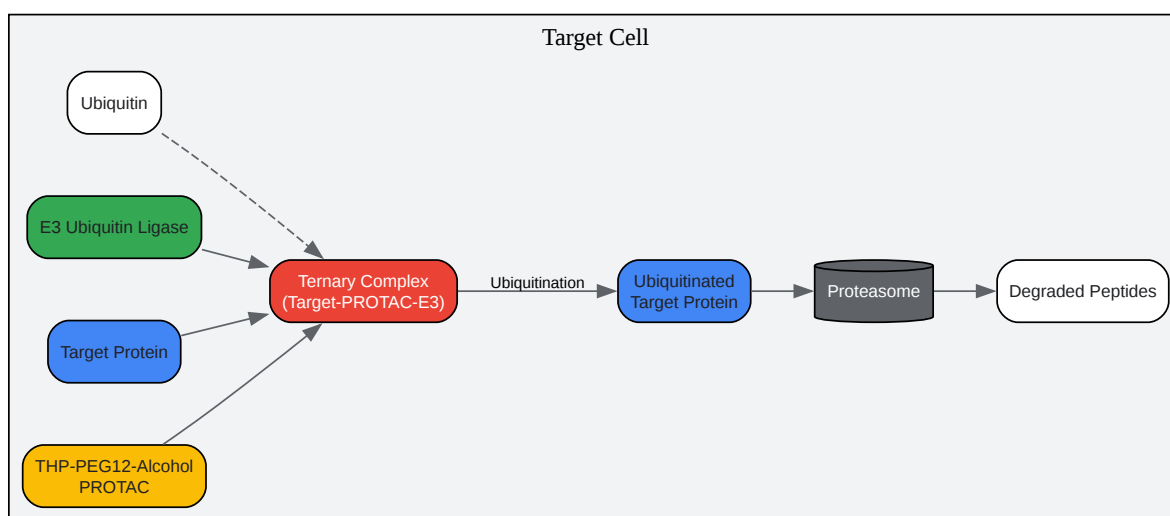 Target Cell
Ubiquitin
E3 Ubiquitin Ligase
Target Protein
THP-PEG12-Alcohol
PROTAC
Ternary Complex
(Target-PROTAC-E3)
Ubiquitination
Ubiquitinated
Target Protein
Proteasome
Degraded Peptides